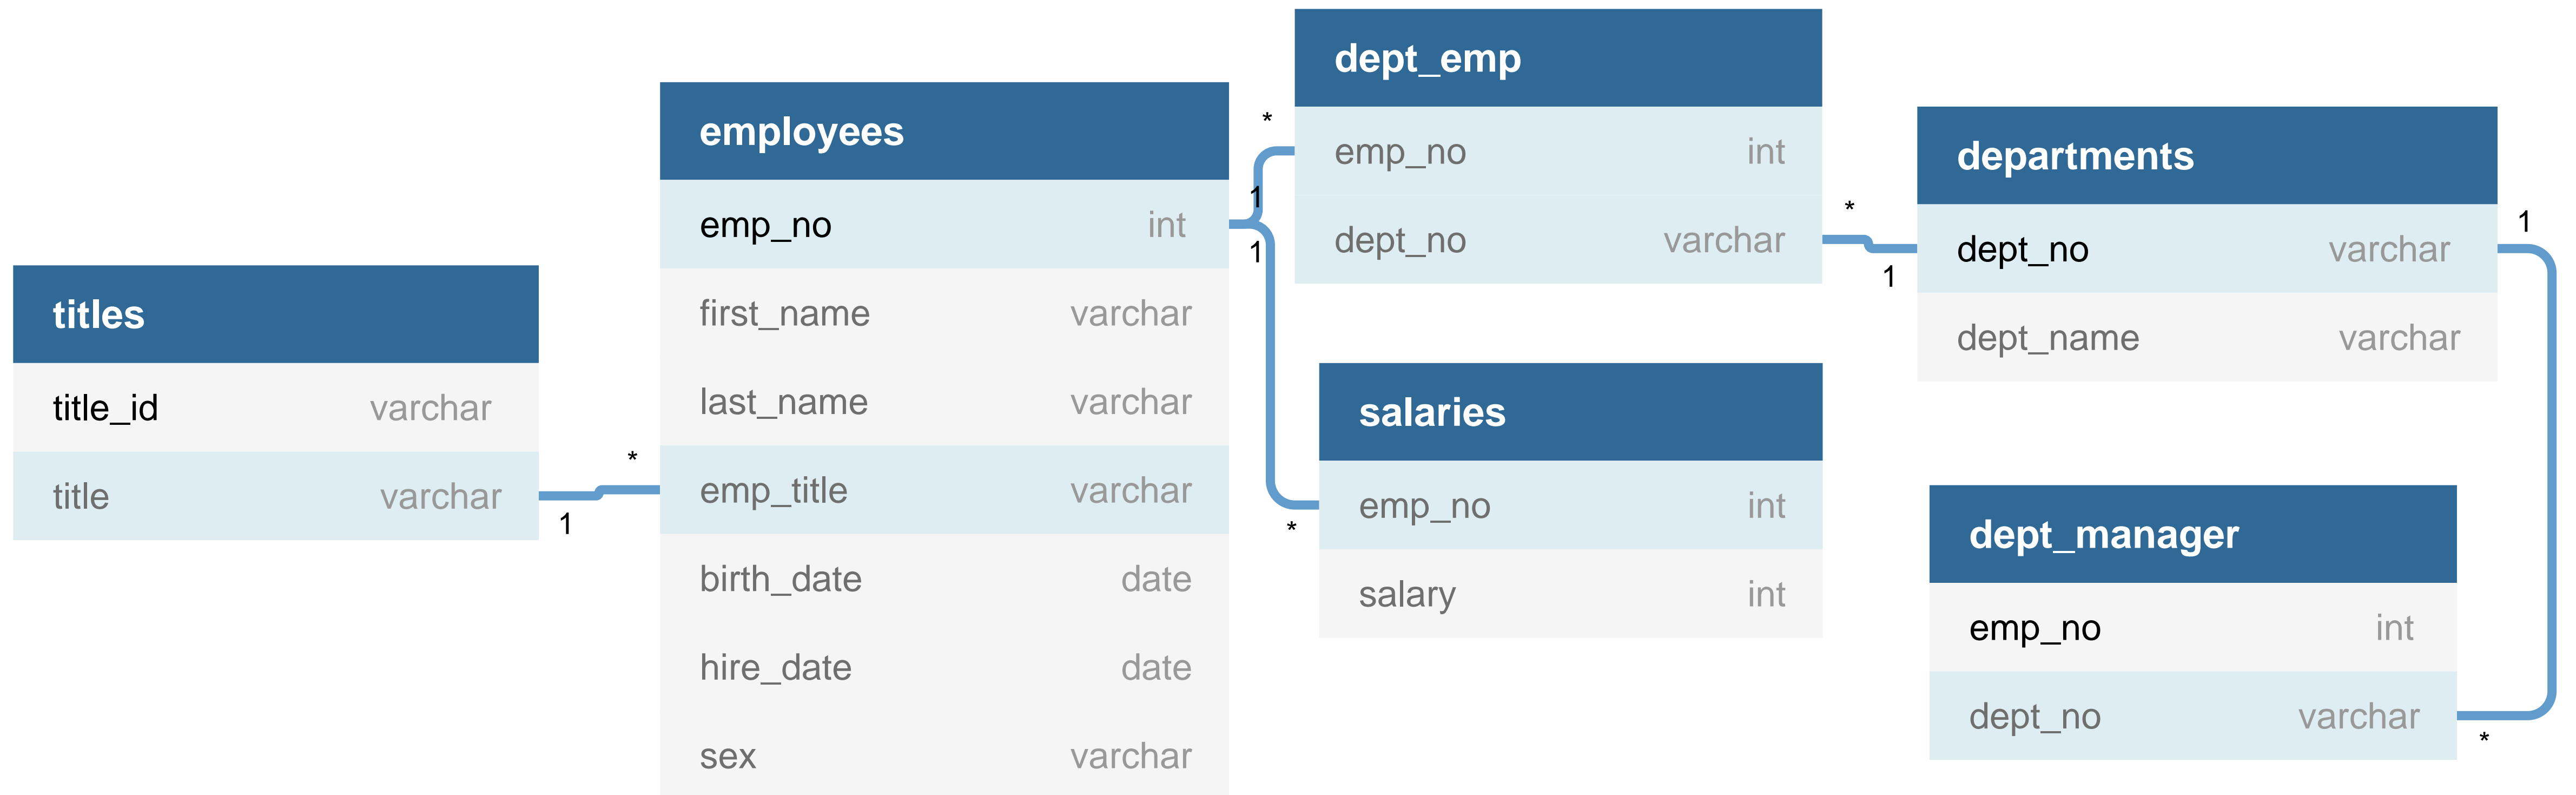 titles
title_id varchar
title varchar
1
*
employees
emp_no int
first_name varchar
last_name varchar
emp_title varchar
birth_date date
hire_date date
sex varchar
1
*
1
*
dept_emp
emp_no int
dept_no varchar
*
1
salaries
emp_no int
salary int
departments
dept_no varchar
dept_name varchar
1
*
dept_manager
emp_no int
dept_no varchar